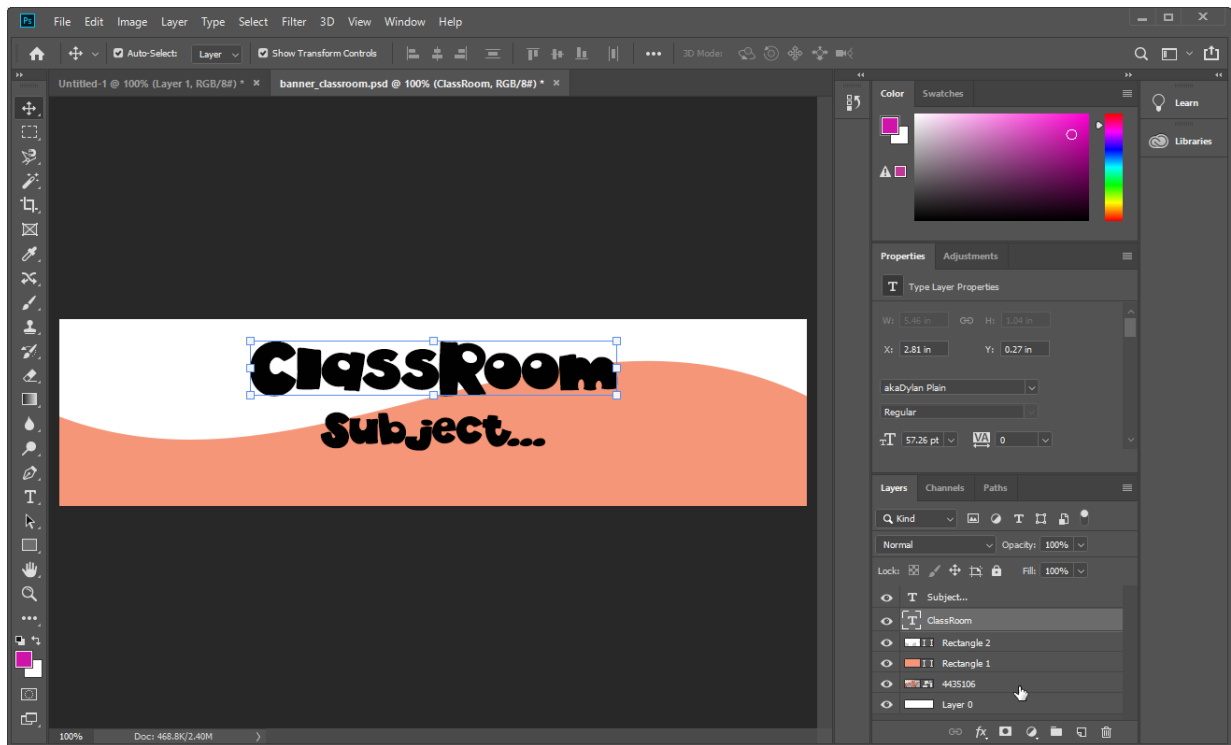 Ps File Edit Image Layer Type Select Filter 3D View Window Help
Auto-Select: Layer Show Transform Controls 3D Mode:
Untitled-1 @ 100% (Layer 1, RGB/8#) * × banner_classroom.psd @ 100% (ClassRoom, RGB/8#) * ×
Color Swatches
Learn
Libraries
Properties Adjustments
T Type Layer Properties
W: 5.46 in H: 1.04 in
X: 2.81 in Y: 0.27 in
akaDylan Plain
Regular
57.26 pt VA 0
ClassRoom
Subject...
Layers Channels Paths
Kind
Normal Opacity: 100%
Lock: Fill: 100%
T Subject...
T ClassRoom
Rectangle 2
Rectangle 1
4435106
Layer 0
fx
100% Doc: 468.8K/2.40M